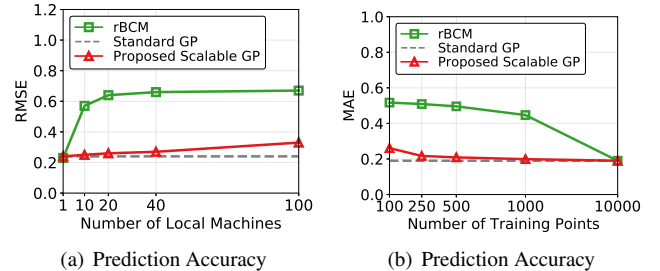 1.2
1.0
0.8
0.6
0.4
0.2
0.0
RMSE
rBCM
Standard GP
Proposed Scalable GP
1 10 20 40 100
Number of Local Machines
(a) Prediction Accuracy
1.0
0.8
0.6
0.4
0.2
0.0
MAE
rBCM
Standard GP
Proposed Scalable GP
100 250 500 1000 10000
Number of Training Points
(b) Prediction Accuracy